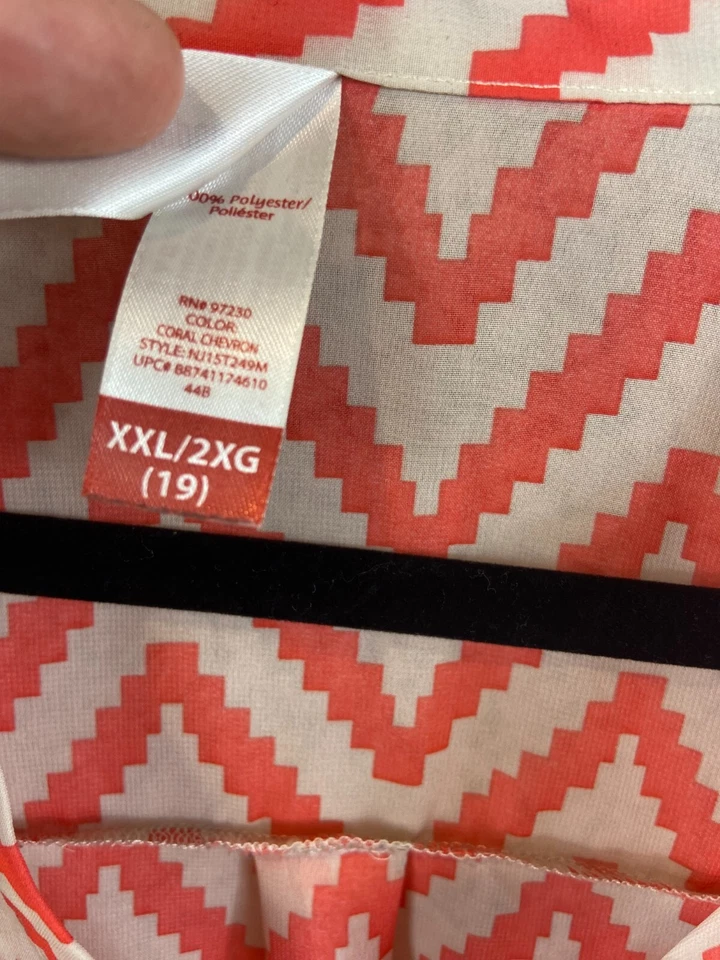 00% Polyester/
Poliéster
RN# 97230
COLOR:
CORAL CHEVRON
STYLE: NJ15T249M
UPC# 88741174610
44B
XXL/2XG
(19)